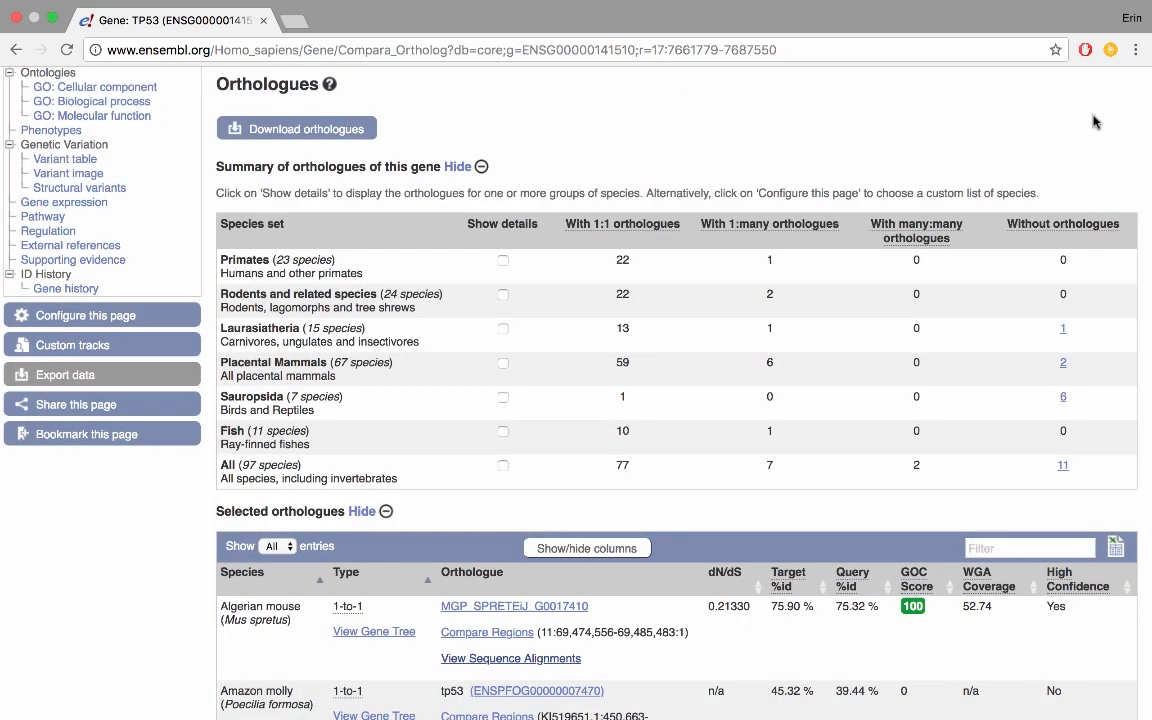 Gene: TP53 (ENSG000001415
Erin
www.ensembl.org/Homo_sapiens/Gene/Compara_Ortholog?db=core;g=ENSG00000141510;r=17:7661779-7687550
Ontologies
GO: Cellular component
GO: Biological process
GO: Molecular function
Phenotypes
Genetic Variation
Variant table
Variant image
Structural variants
Gene expression
Pathway
Regulation
External references
Supporting evidence
ID History
Gene history
Configure this page
Custom tracks
Export data
Share this page
Bookmark this page
Orthologues
Download orthologues
Summary of orthologues of this gene Hide
Click on 'Show details' to display the orthologues for one or more groups of species. Alternatively, click on 'Configure this page' to choose a custom list of species.
Species set Show details With 1:1 orthologues With 1:many orthologues With many:many orthologues Without orthologues
Primates (23 species) 22 1 0 0
Humans and other primates
Rodents and related species (24 species) 22 2 0 0
Rodents, lagomorphs and tree shrews
Laurasiatheria (15 species) 13 1 0 1
Carnivores, ungulates and insectivores
Placental Mammals (67 species) 59 6 0 2
All placental mammals
Sauropsida (7 species) 1 0 0 6
Birds and Reptiles
Fish (11 species) 10 1 0 0
Ray-finned fishes
All (97 species) 77 7 2 11
All species, including invertebrates
Selected orthologues Hide
Show All entries Show/hide columns Filter
Species Type Orthologue dN/dS Target %id Query %id GOC Score WGA Coverage High Confidence
Algerian mouse 1-to-1 MGP_SPRETEiJ_G0017410 0.21330 75.90 % 75.32 % 100 52.74 Yes
(Mus spretus)
View Gene Tree Compare Regions (11:69,474,556-69,485,483:1)
View Sequence Alignments
Amazon molly 1-to-1 tp53 (ENSPFOG00000007470) n/a 45.32 % 39.44 % 0 n/a No
(Poecilia formosa)
View Gene Tree Compare Regions (KI519651.1:450,663-